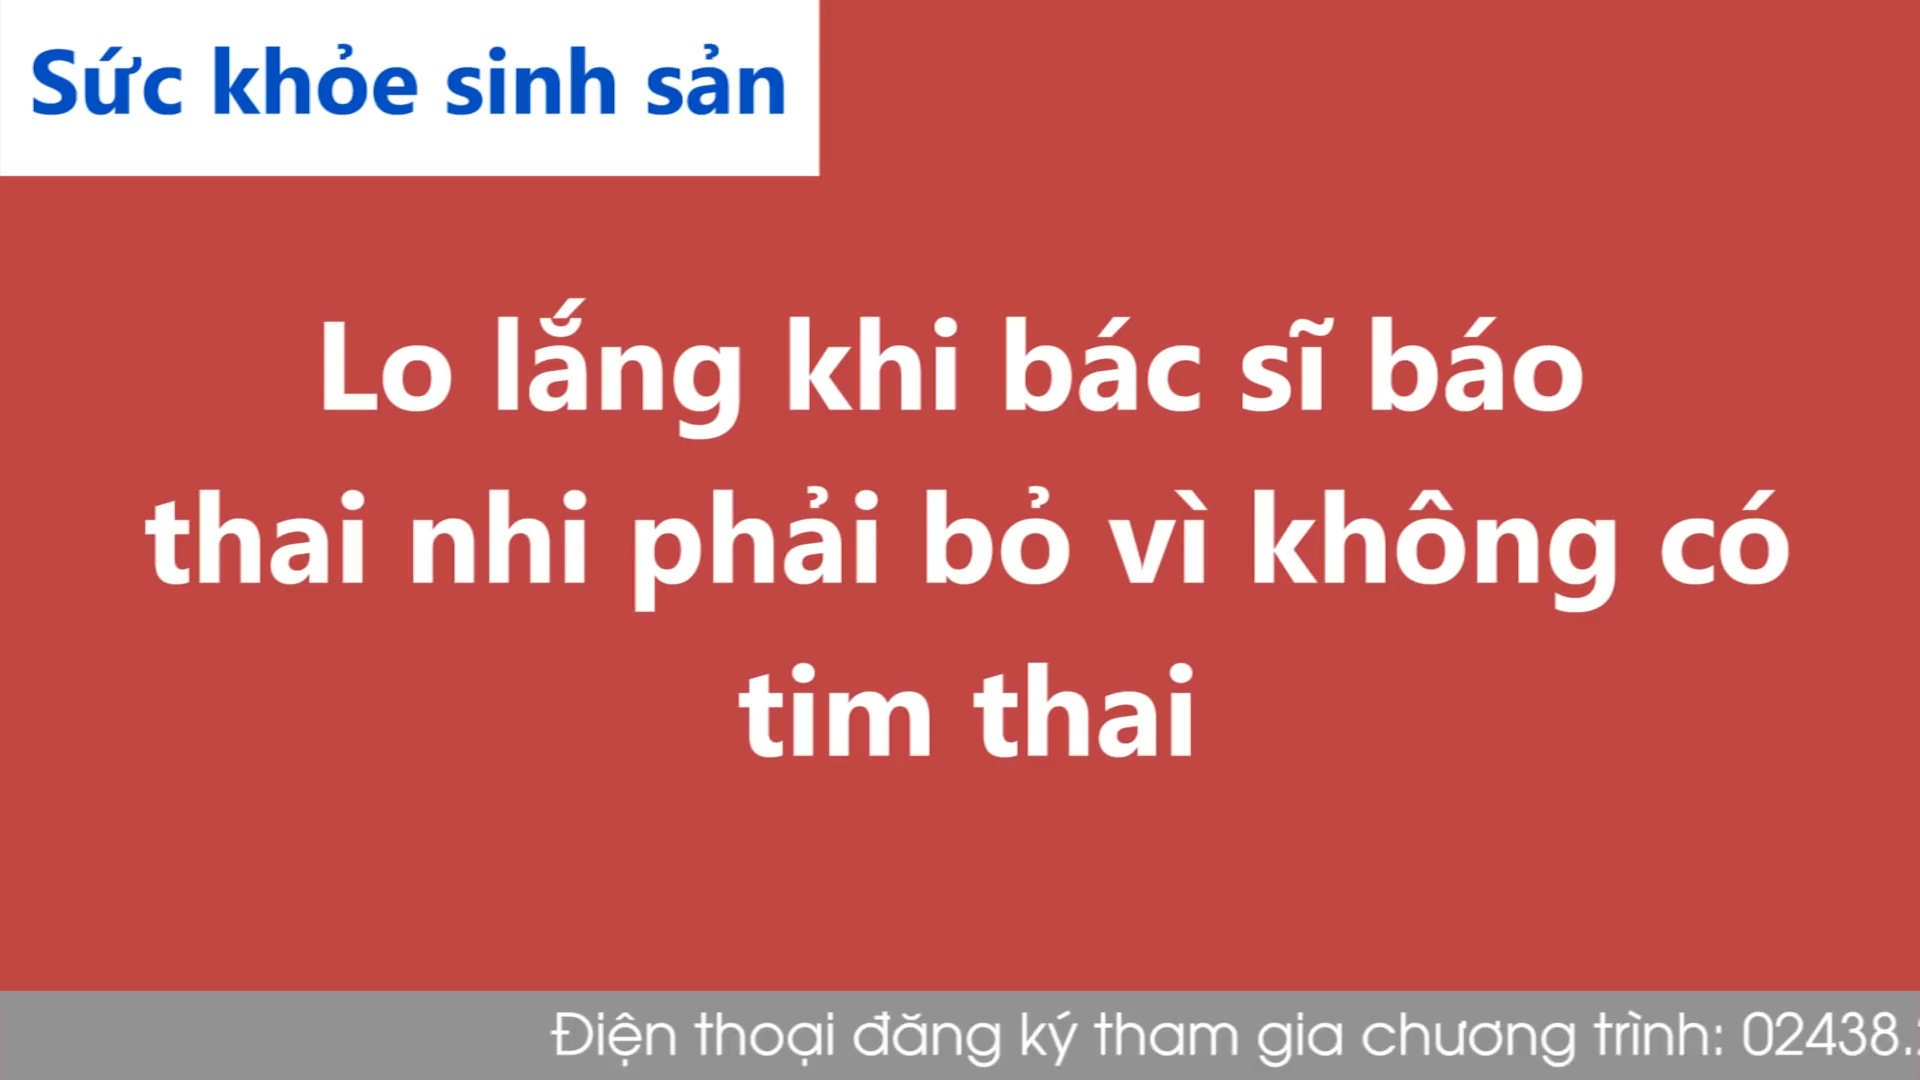 Sức khỏe sinh sản
Lo lắng khi bác sĩ báo
thai nhi phải bỏ vì không có
tim thai
Điện thoại đăng ký tham gia chương trình: 02438.